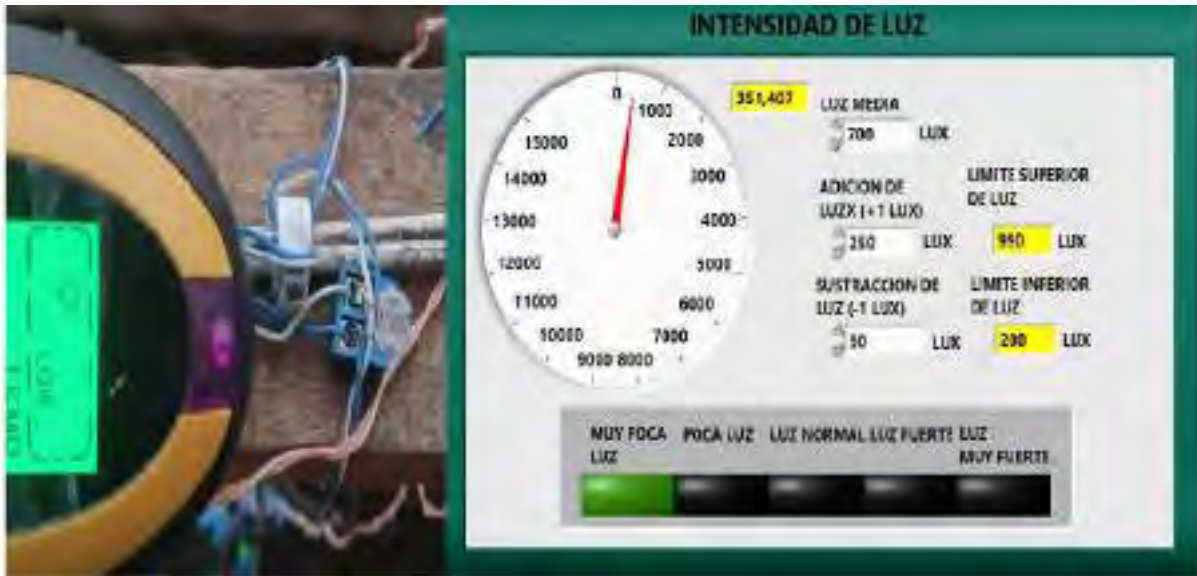 INTENSIDAD DE LUZ
0
1000
2000
3000
4000
5000
6000
7000
8000
9000
10000
11000
12000
13000
14000
15000
351,407
LUZ MEDIA
700 LUX
ADICION DE
LUZX (+1 LUX)
250 LUX
LIMITE SUPERIOR
DE LUZ
950 LUX
SUSTRACCION DE
LUZ (-1 LUX)
LUX
LIMITE INFERIOR
DE LUZ
200 LUX
MUY POCA
LUZ
POCA LUZ
LUZ NORMAL
LUZ FUERTE
LUZ
MUY FUERTE
LOW